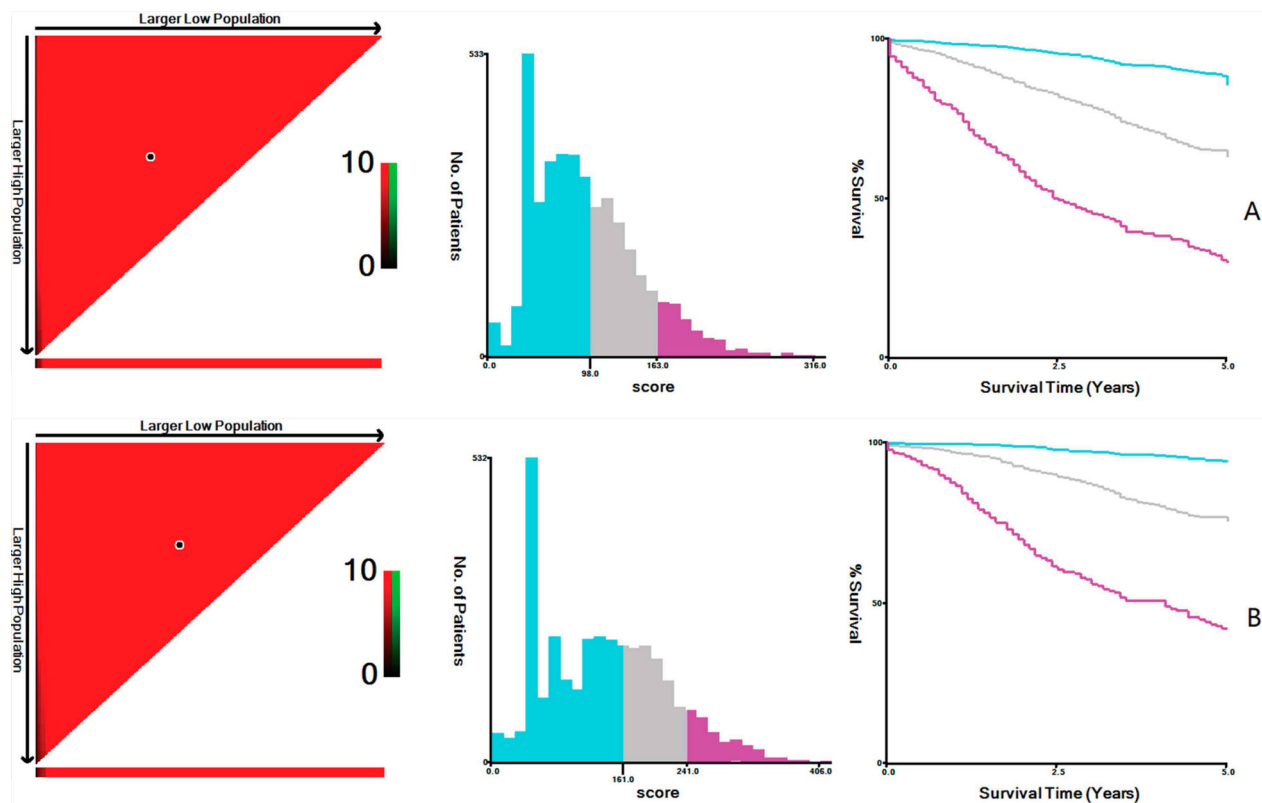 Larger Low Population
Larger High Population
10
0
533
No. of Patients
0
0.0
98.0
163.0
316.0
score
100
% Survival
50
0
0.0
2.5
5.0
Survival Time (Years)
A
Larger Low Population
Larger High Population
10
0
532
No. of Patients
0
0.0
161.0
241.0
406.0
score
100
% Survival
50
0
0.0
2.5
5.0
Survival Time (Years)
B